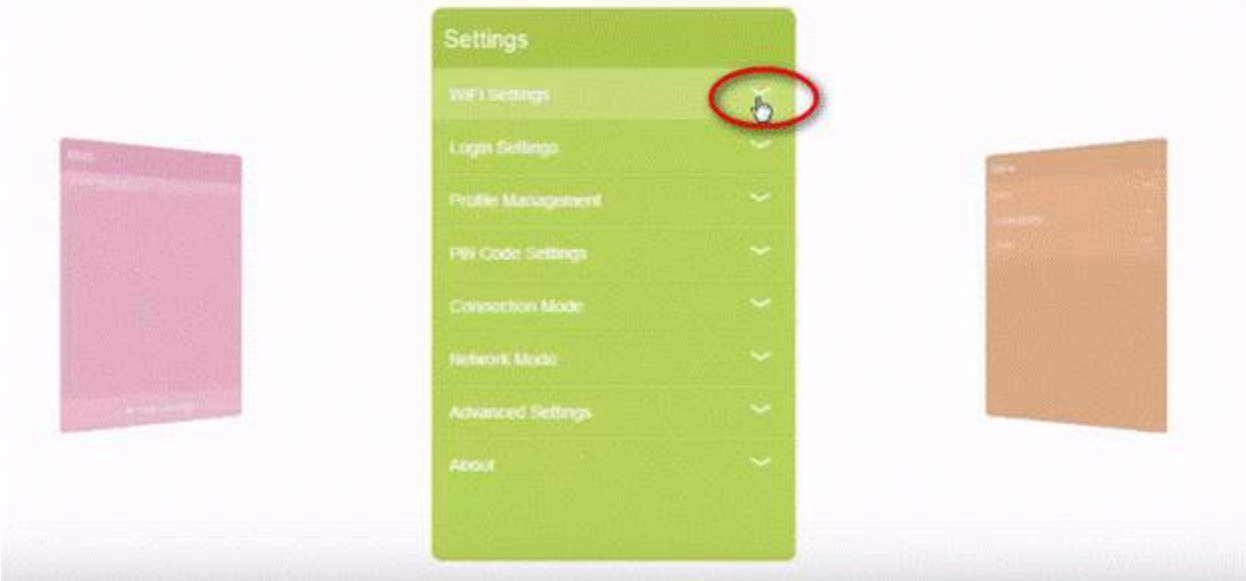 Settings
WiFi Settings
Login Settings
Profile Management
PIN Code Settings
Connection Mode
Network Mode
Advanced Settings
About